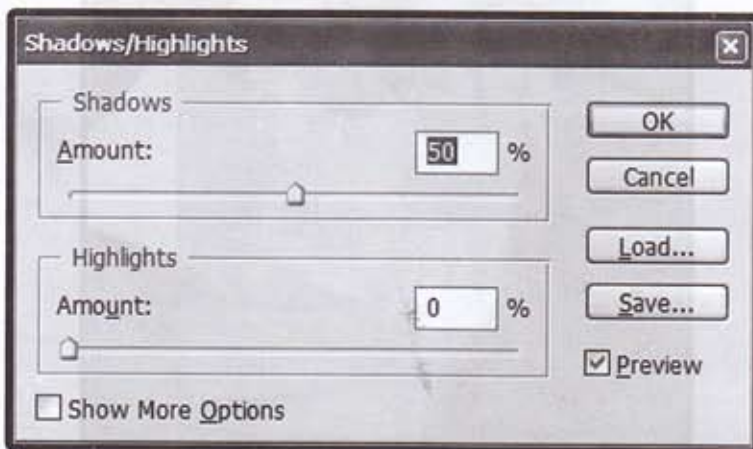 Shadows/Highlights
Shadows
Amount:
50
%
OK
Cancel
Highlights
Amount:
0
%
Load...
Save...
Preview
Show More Options